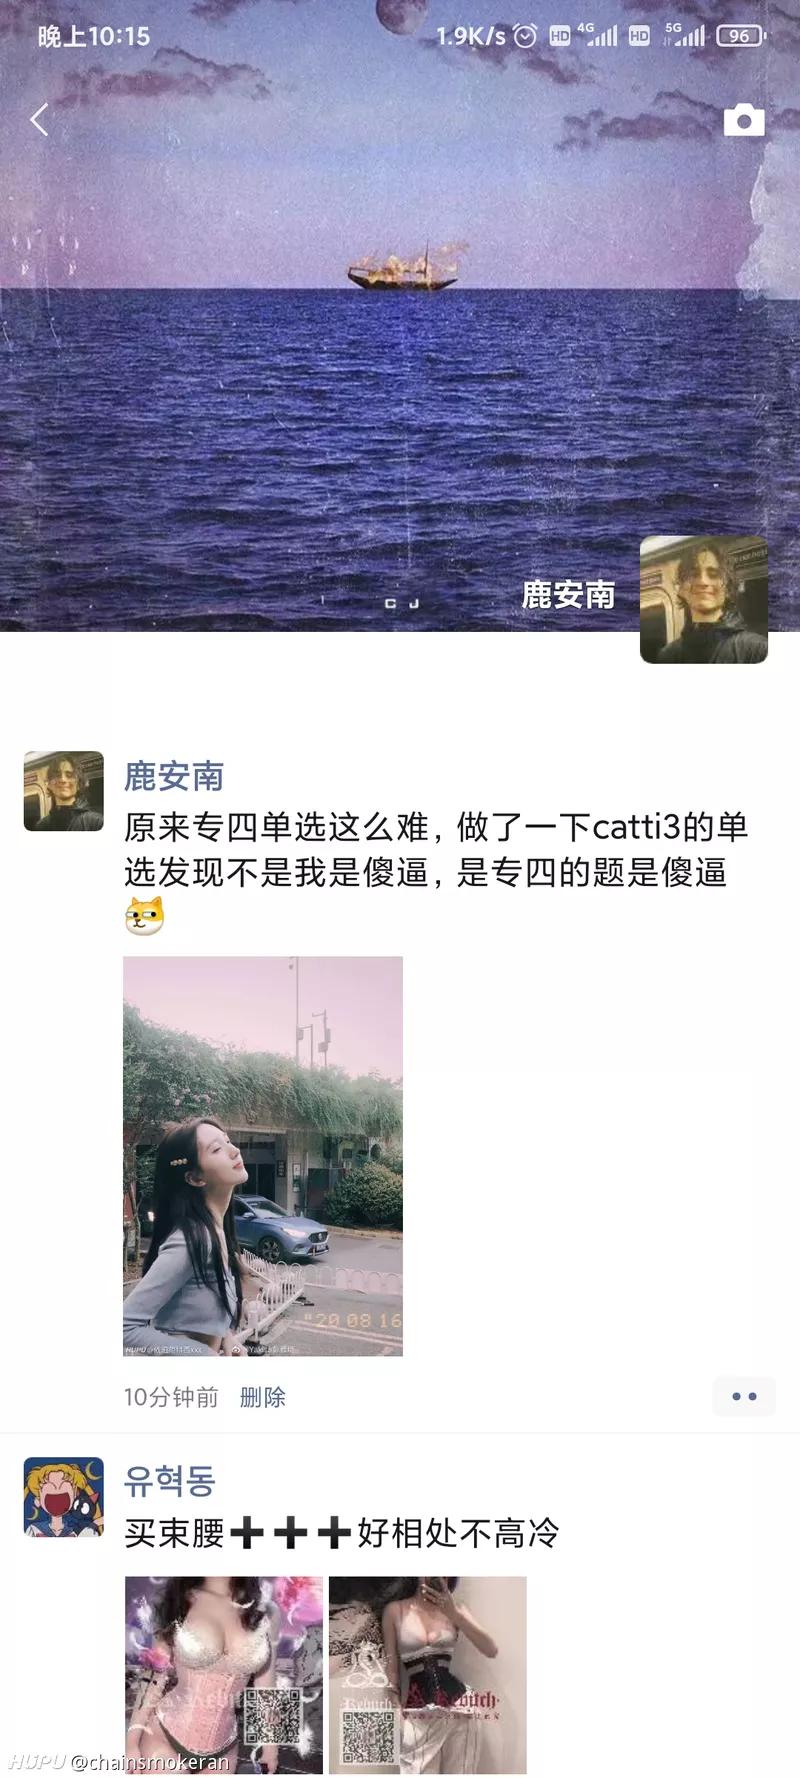 晚上10:15
1.9K/s HD 4G HD 5G 96
C J
鹿安南
鹿安南
原来专四单选这么难，做了一下catti3的单
选发现不是我是傻逼，是专四的题是傻逼
"20 08 16
10分钟前 删除
유혁동
买束腰➕➕➕好相处不高冷
Rebitch
HUPU @chainsmokeran